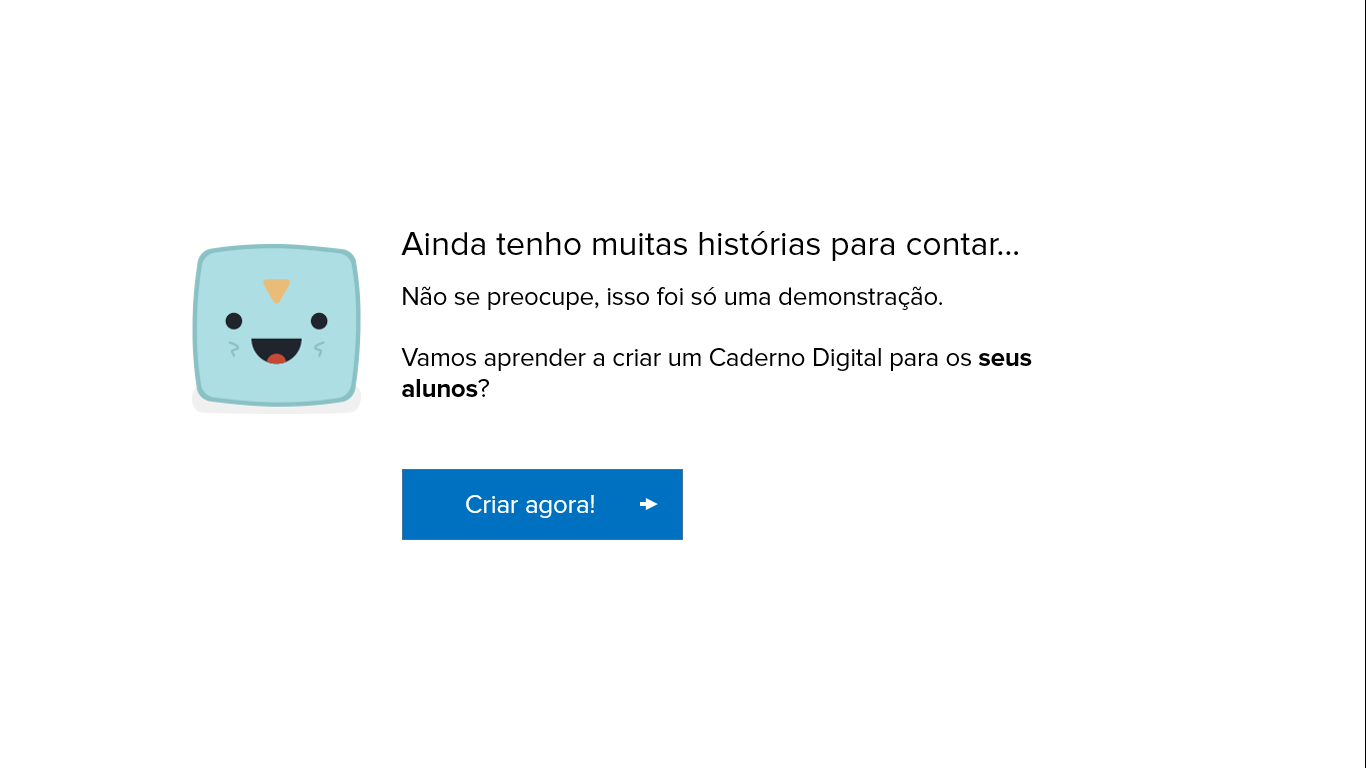 Ainda tenho muitas histórias para contar...
Não se preocupe, isso foi só uma demonstração.
Vamos aprender a criar um Caderno Digital para os seus
alunos?
Criar agora!